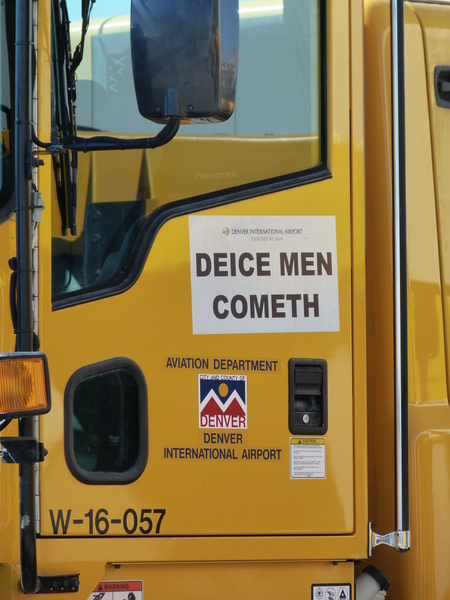 DENVER INTERNATIONAL AIRPORT
DEICE MEN
COMETH
AVIATION DEPARTMENT
CITY AND COUNTY OF
DENVER
DENVER
INTERNATIONAL AIRPORT
CAUTION
W-16-057
WARNING